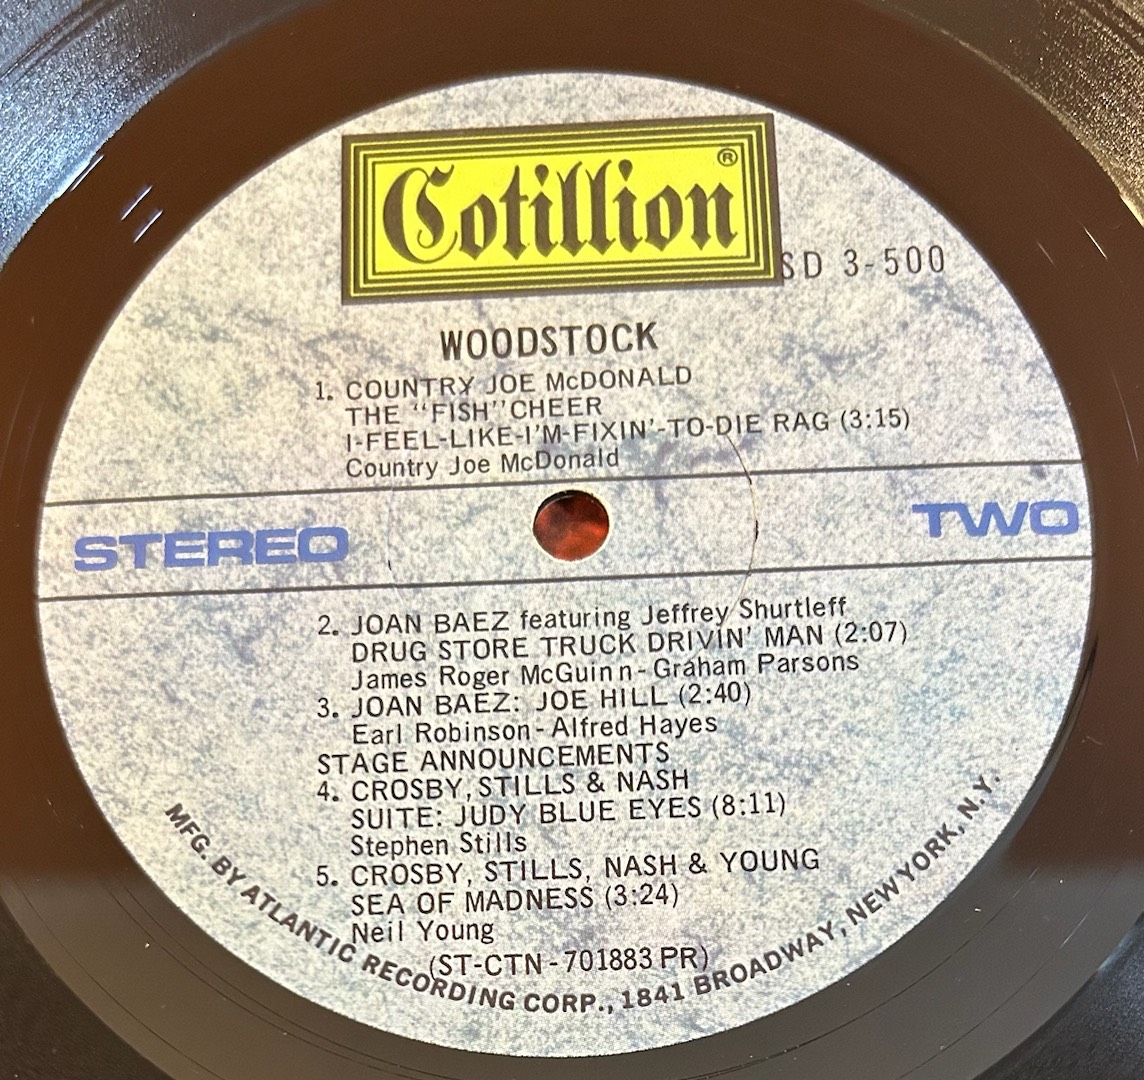 Cotillion®
SD 3-500
WOODSTOCK
1. COUNTRY JOE McDONALD
THE "FISH" CHEER
I-FEEL-LIKE-I'M-FIXIN'-TO-DIE RAG (3:15)
Country Joe McDonald
STEREO
TWO
2. JOAN BAEZ featuring Jeffrey Shurtleff
DRUG STORE TRUCK DRIVIN' MAN (2:07)
James Roger McGuinn-Graham Parsons
3. JOAN BAEZ: JOE HILL (2:40)
Earl Robinson-Alfred Hayes
STAGE ANNOUNCEMENTS
4. CROSBY, STILLS & NASH
SUITE: JUDY BLUE EYES (8:11)
Stephen Stills
5. CROSBY, STILLS, NASH & YOUNG
SEA OF MADNESS (3:24)
Neil Young
(ST-CTN-701883 PR)
MFG. BY ATLANTIC RECORDING CORP., 1841 BROADWAY, NEW YORK, N.Y.